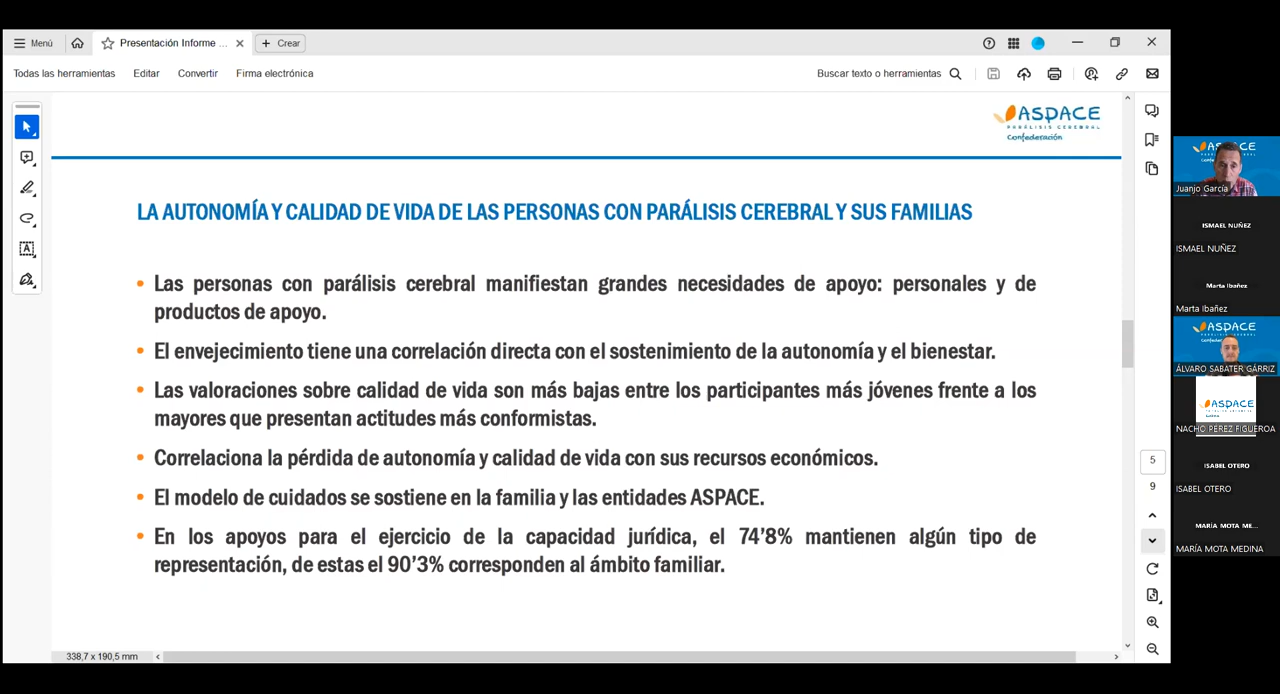 Menú
Presentación Informe ...
Crear
Todas las herramientas
Editar
Convertir
Firma electrónica
Buscar texto o herramientas
ASPACE
PARÁLISIS CEREBRAL
Confederación
LA AUTONOMÍA Y CALIDAD DE VIDA DE LAS PERSONAS CON PARÁLISIS CEREBRAL Y SUS FAMILIAS
• Las personas con parálisis cerebral manifiestan grandes necesidades de apoyo: personales y de
productos de apoyo.
• El envejecimiento tiene una correlación directa con el sostenimiento de la autonomía y el bienestar.
• Las valoraciones sobre calidad de vida son más bajas entre los participantes más jóvenes frente a los
mayores que presentan actitudes más conformistas.
• Correlaciona la pérdida de autonomía y calidad de vida con sus recursos económicos.
• El modelo de cuidados se sostiene en la familia y las entidades ASPACE.
• En los apoyos para el ejercicio de la capacidad jurídica, el 74’8% mantienen algún tipo de
representación, de estas el 90’3% corresponden al ámbito familiar.
5
9
338,7 x 190,5 mm
ASPACE
Juanjo García
ISMAEL NUÑEZ
ISMAEL NUÑEZ
Marta Ibañez
Marta Ibañez
ASPACE
ÁLVARO SABATER GÁRRIZ
ASPACE
NACHO PÉREZ FIGUEROA
ISABEL OTERO
ISABEL OTERO
MARÍA MOTA ME...
MARÍA MOTA MEDINA